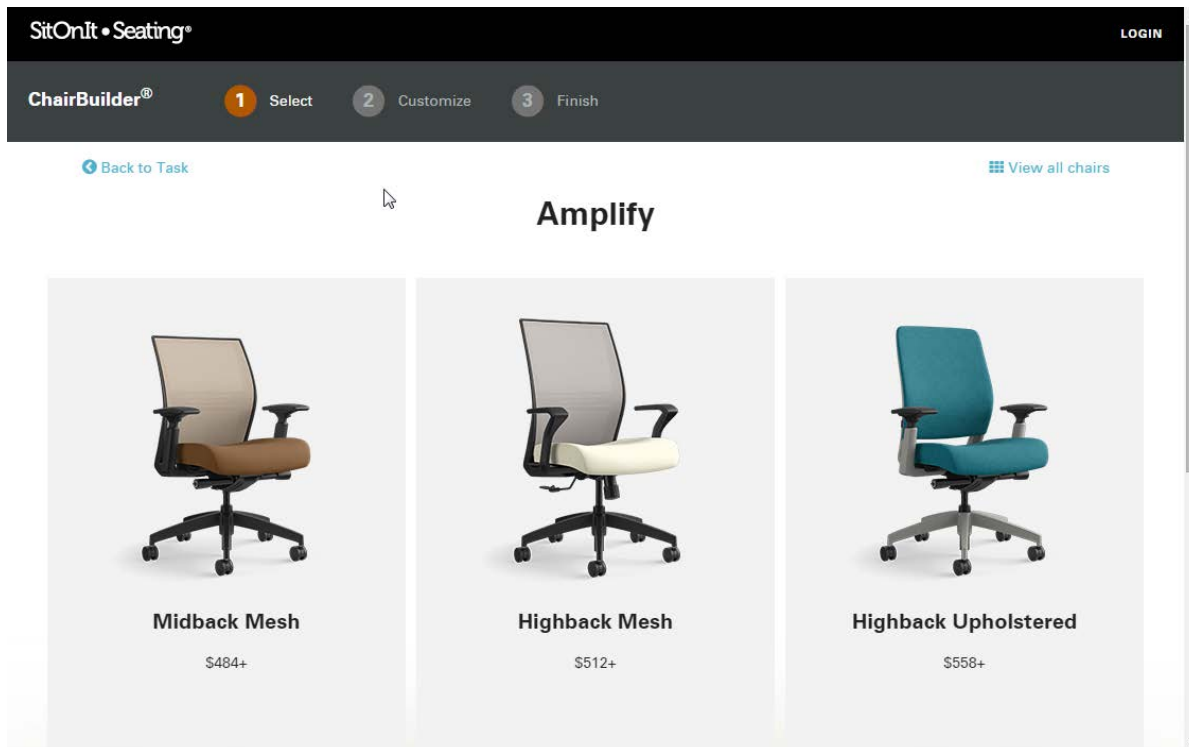 SitOnIt • Seating®
LOGIN
ChairBuilder®
1 Select
2 Customize
3 Finish
Back to Task
View all chairs
Amplify
Midback Mesh
$484+
Highback Mesh
$512+
Highback Upholstered
$558+